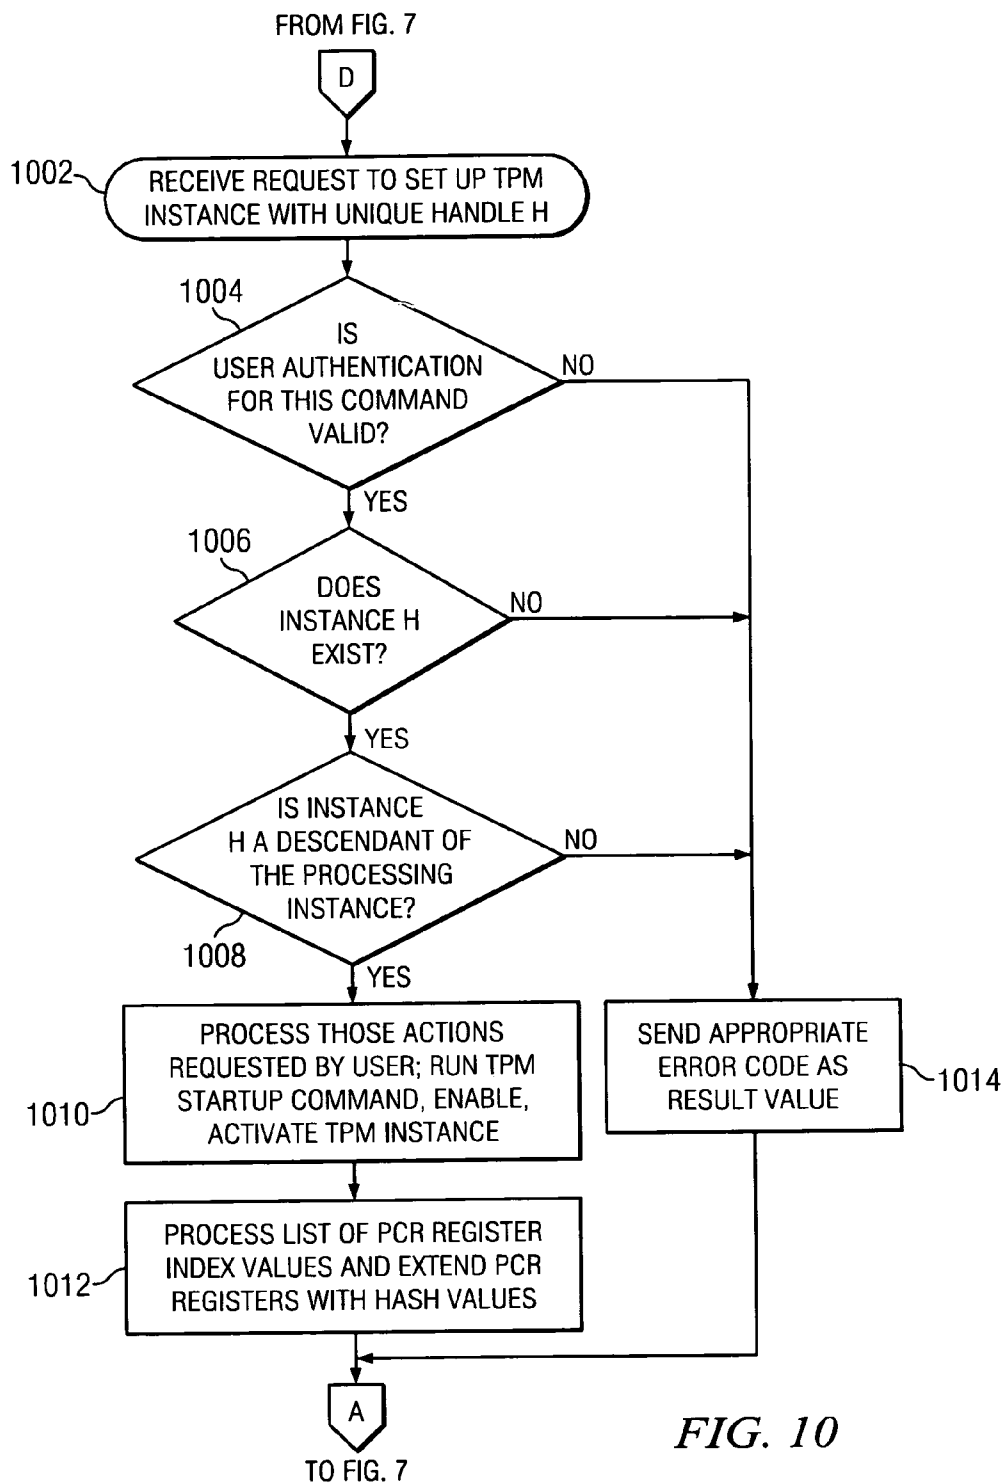 FROM FIG. 7
D
1002
RECEIVE REQUEST TO SET UP TPM
INSTANCE WITH UNIQUE HANDLE H
1004
IS
USER AUTHENTICATION
FOR THIS COMMAND
VALID?
NO
YES
1006
DOES
INSTANCE H
EXIST?
NO
YES
IS INSTANCE
H A DESCENDANT OF
THE PROCESSING
INSTANCE?
NO
1008
YES
PROCESS THOSE ACTIONS
REQUESTED BY USER; RUN TPM
STARTUP COMMAND, ENABLE,
ACTIVATE TPM INSTANCE
1010
SEND APPROPRIATE
ERROR CODE AS
RESULT VALUE
1014
PROCESS LIST OF PCR REGISTER
INDEX VALUES AND EXTEND PCR
REGISTERS WITH HASH VALUES
1012
A
TO FIG. 7
FIG. 10